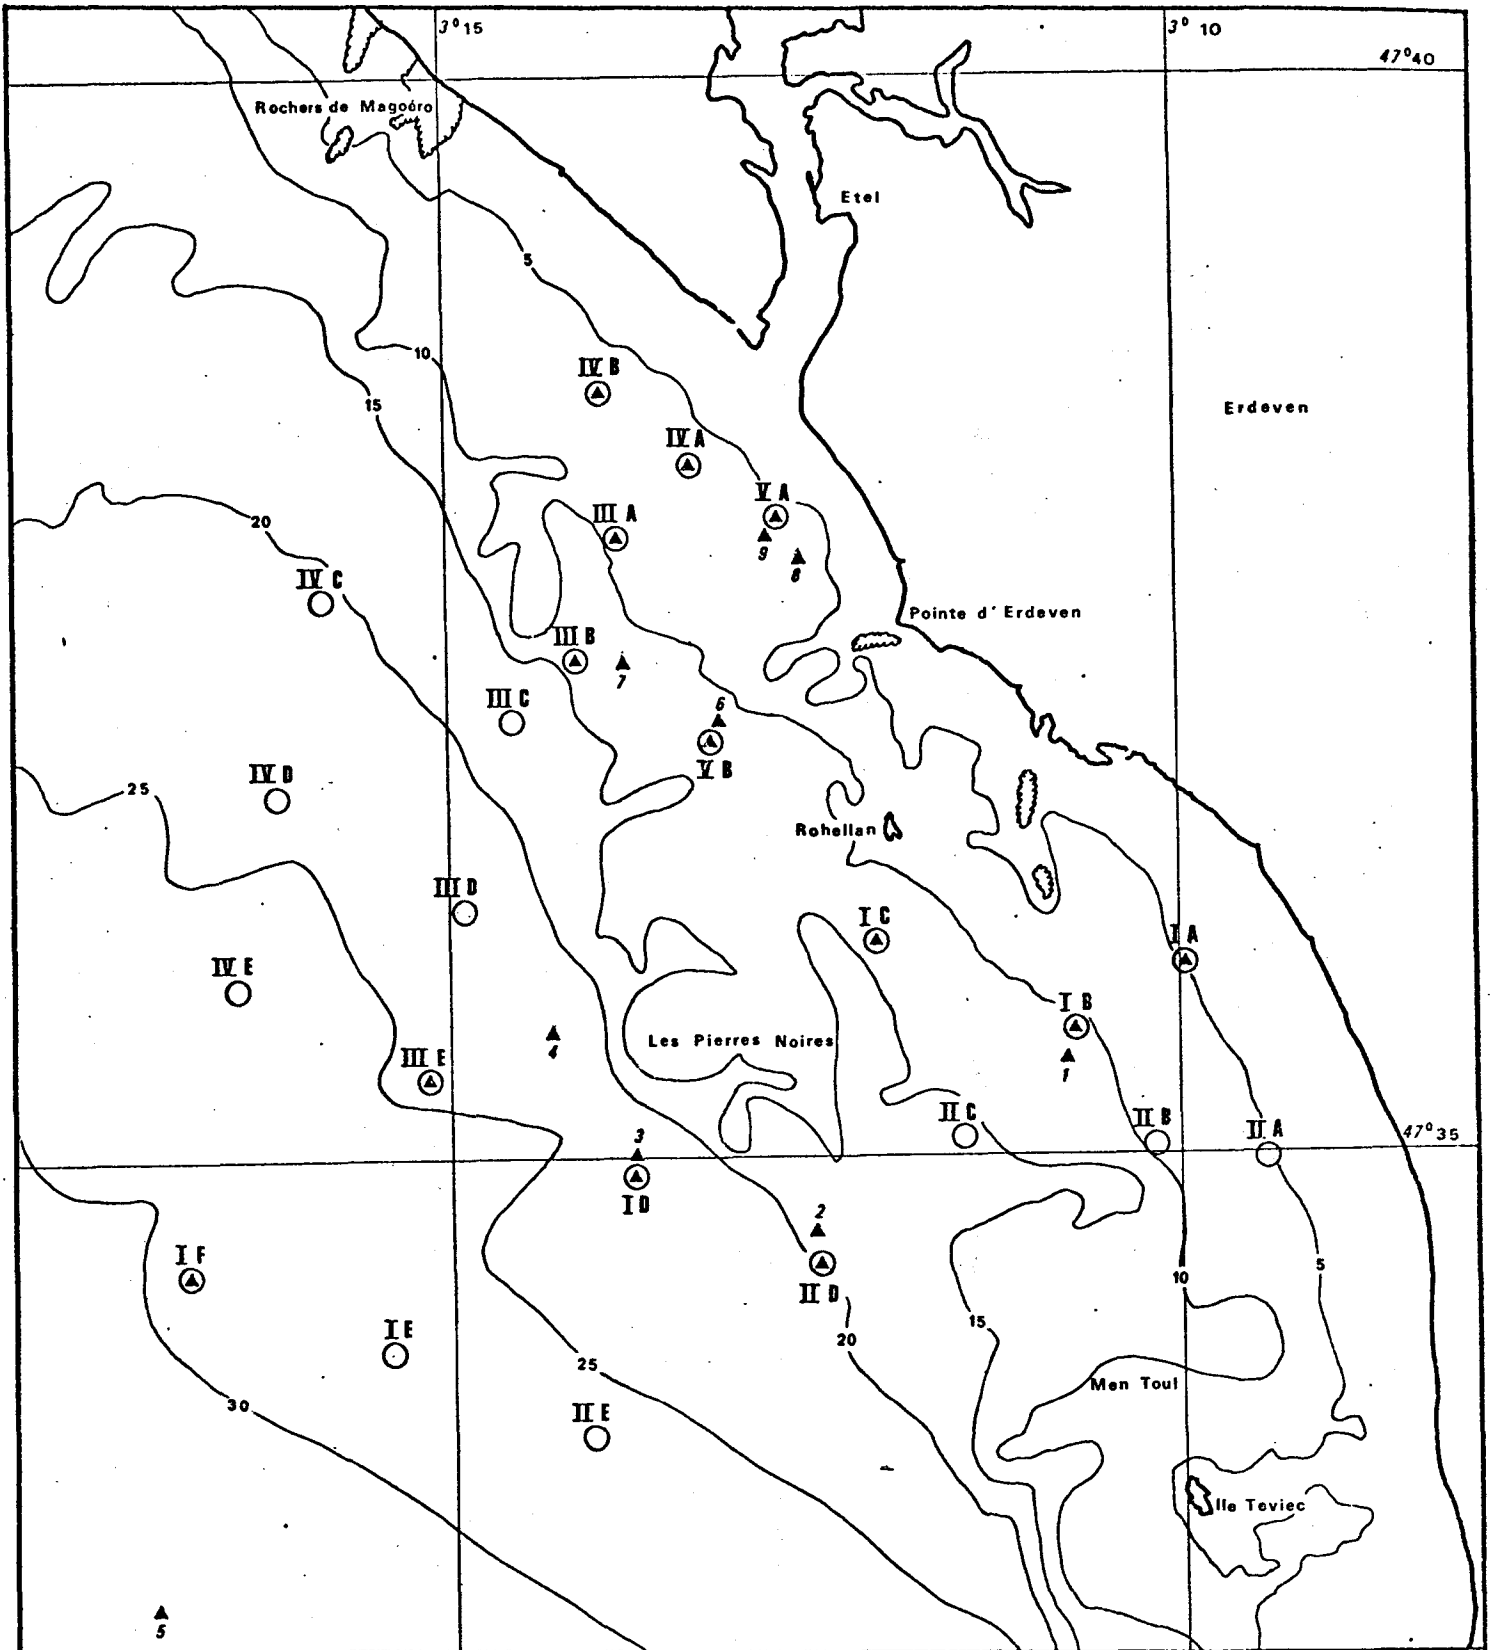 3° 15
3° 10
47° 40
Rochers de Magoëro
Etel
5
IV B
10
15
Erdeven
IV A
V A
III A
20
9
8
IV C
Pointe d'Erdeven
III B
7
III C
6
V B
IV D
25
Rohellan
III D
I C
I A
IV E
I B
4
Les Pierres Noires
III E
1
II C
II B
II A
47° 35
3
I D
2
I F
5
10
II D
15
I E
20
25
Men Toul
30
II E
Ile Teviec
5